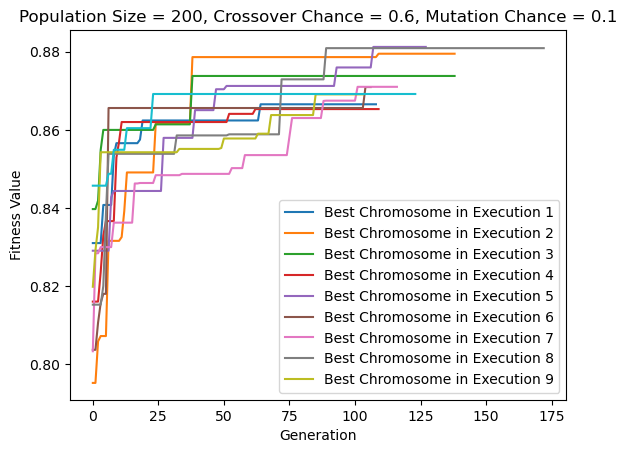 Population Size = 200, Crossover Chance = 0.6, Mutation Chance = 0.1
0.88
0.86
0.84
0.82
0.80
Fitness Value
Best Chromosome in Execution 1
Best Chromosome in Execution 2
Best Chromosome in Execution 3
Best Chromosome in Execution 4
Best Chromosome in Execution 5
Best Chromosome in Execution 6
Best Chromosome in Execution 7
Best Chromosome in Execution 8
Best Chromosome in Execution 9
0 25 50 75 100 125 150 175
Generation